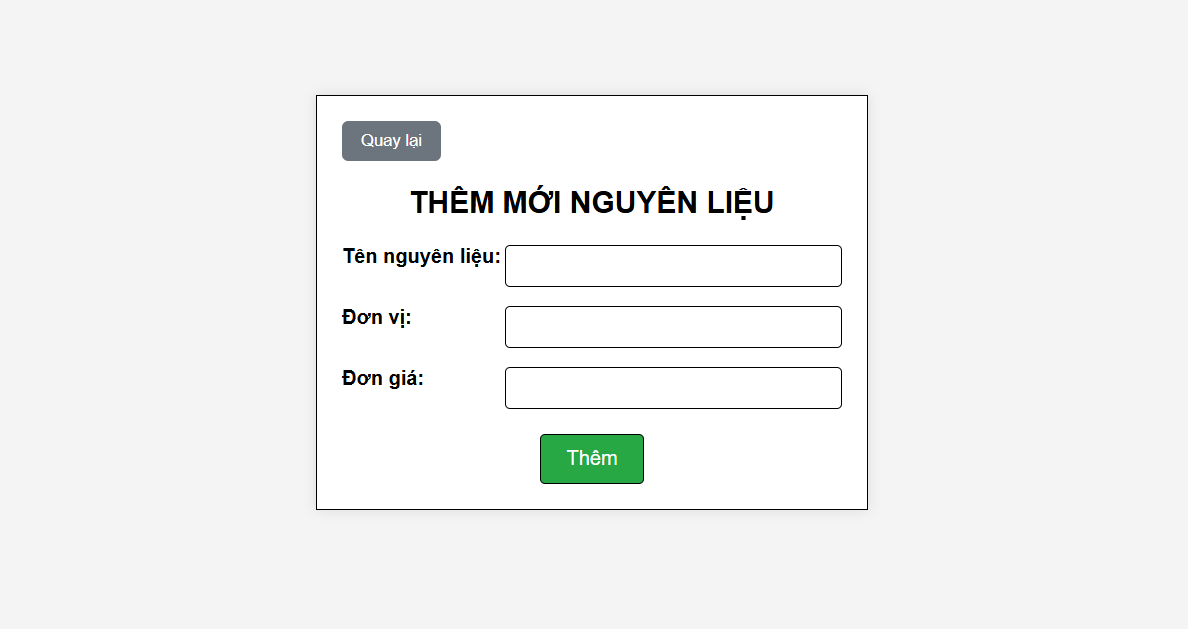 Quay lại
THÊM MỚI NGUYÊN LIỆU
Tên nguyên liệu:
Đơn vị:
Đơn giá:
Thêm